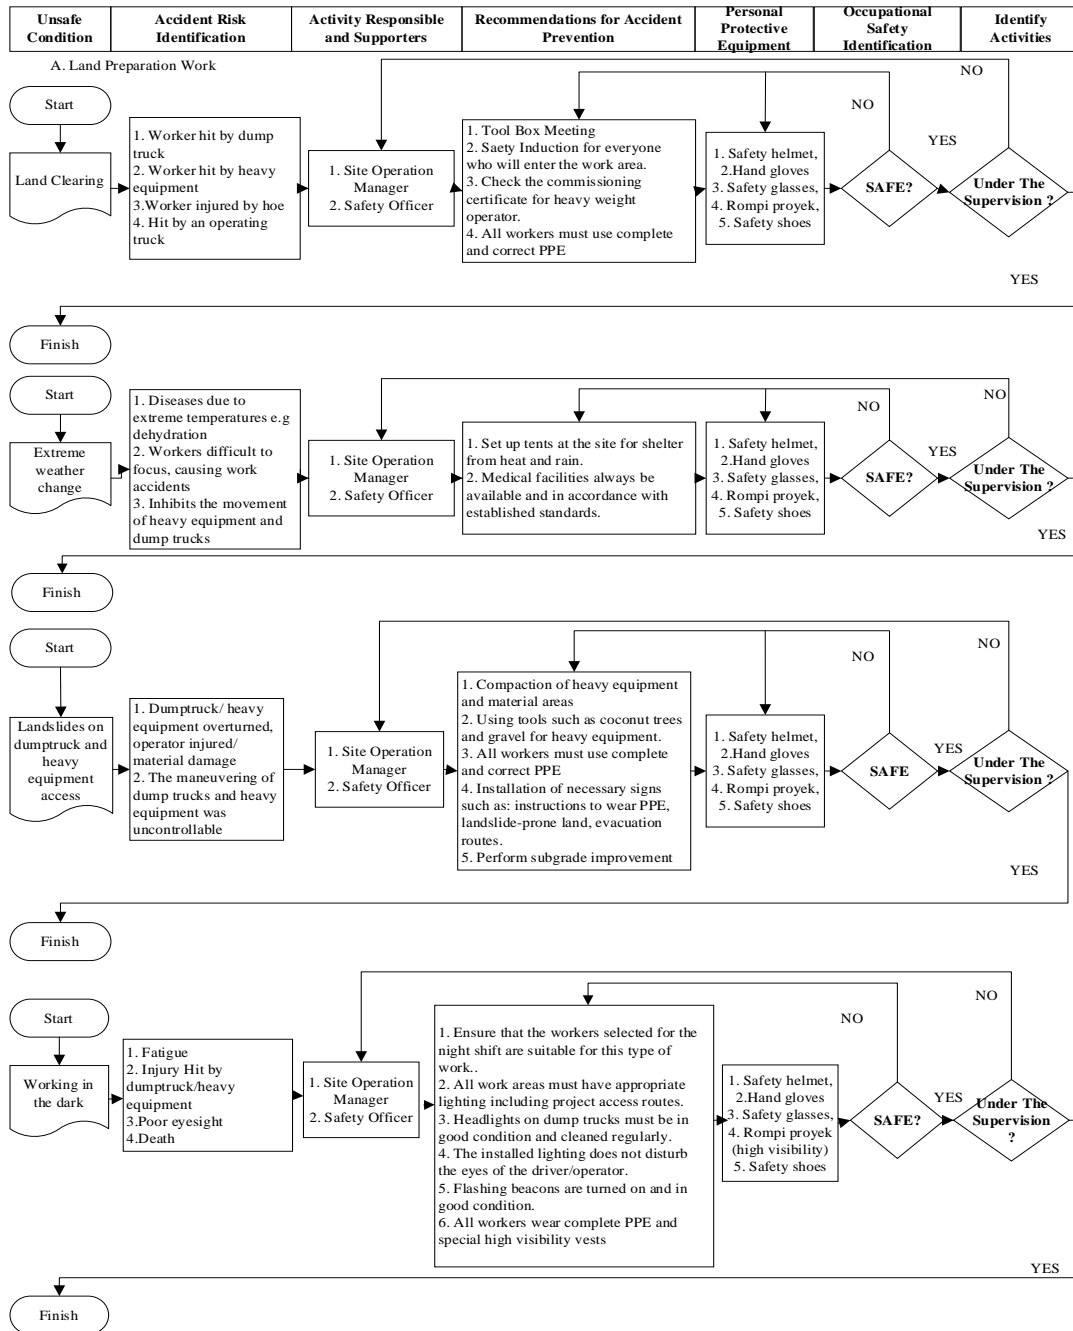 Unsafe
Condition
Accident Risk
Identification
Activity Responsible
and Supporters
Recommendations for Accident
Prevention
Personal
Protective
Equipment
Occupational
Safety
Identification
Identify
Activities
A. Land Preparation Work
Start
Land Clearing
1. Worker hit by dump
truck
2. Worker hit by heavy
equipment
3.Worker injured by hoe
4. Hit by an operating
truck
1. Site Operation
Manager
2. Safety Officer
1. Tool Box Meeting
2. Saety Induction for everyone
who will enter the work area.
3. Check the commissioning
certificate for heavy weight
operator.
4. All workers must use complete
and correct PPE
1. Safety helmet,
2.Hand gloves
3. Safety glasses,
4. Rompi proyek,
5. Safety shoes
NO
SAFE?
YES
NO
Under The
Supervision ?
YES
Finish
Start
Extreme
weather
change
1. Diseases due to
extreme temperatures e.g
dehydration
2. Workers difficult to
focus, causing work
accidents
3. Inhibits the movement
of heavy equipment and
dump trucks
1. Site Operation
Manager
2. Safety Officer
1. Set up tents at the site for shelter
from heat and rain.
2. Medical facilities always be
available and in accordance with
established standards.
1. Safety helmet,
2.Hand gloves
3. Safety glasses,
4. Rompi proyek,
5. Safety shoes
NO
SAFE?
YES
NO
Under The
Supervision ?
YES
Finish
Start
Landslides on
dumptruck and
heavy
equipment
access
1. Dumptruck/ heavy
equipment overturned,
operator injured/
material damage
2. The maneuvering of
dump trucks and heavy
equipment was
uncontrollable
1. Site Operation
Manager
2. Safety Officer
1. Compaction of heavy equipment
and material areas
2. Using tools such as coconut trees
and gravel for heavy equipment.
3. All workers must use complete
and correct PPE
4. Installation of necessary signs
such as: instructions to wear PPE,
landslide-prone land, evacuation
routes.
5. Perform subgrade improvement
1. Safety helmet,
2.Hand gloves
3. Safety glasses,
4. Rompi proyek,
5. Safety shoes
NO
SAFE
YES
NO
Under The
Supervision ?
YES
Finish
Start
Working in
the dark
1. Fatigue
2. Injury Hit by
dumptruck/heavy
equipment
3.Poor eyesight
4.Death
1. Site Operation
Manager
2. Safety Officer
1. Ensure that the workers selected for the
night shift are suitable for this type of
work..
2. All work areas must have appropriate
lighting including project access routes.
3. Headlights on dump trucks must be in
good condition and cleaned regularly.
4. The installed lighting does not disturb
the eyes of the driver/operator.
5. Flashing beacons are turned on and in
good condition.
6. All workers wear complete PPE and
special high visibility vests
1. Safety helmet,
2.Hand gloves
3. Safety glasses,
4. Rompi proyek
(high visibility)
5. Safety shoes
NO
SAFE?
YES
NO
Under The
Supervision
?
YES
Finish